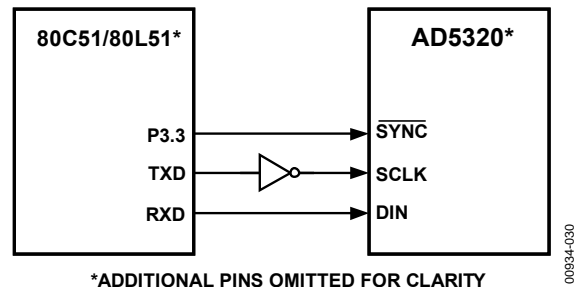 80C51/80L51*
AD5320*
P3.3
SYNC
TXD
SCLK
RXD
DIN
*ADDITIONAL PINS OMITTED FOR CLARITY
00934-030